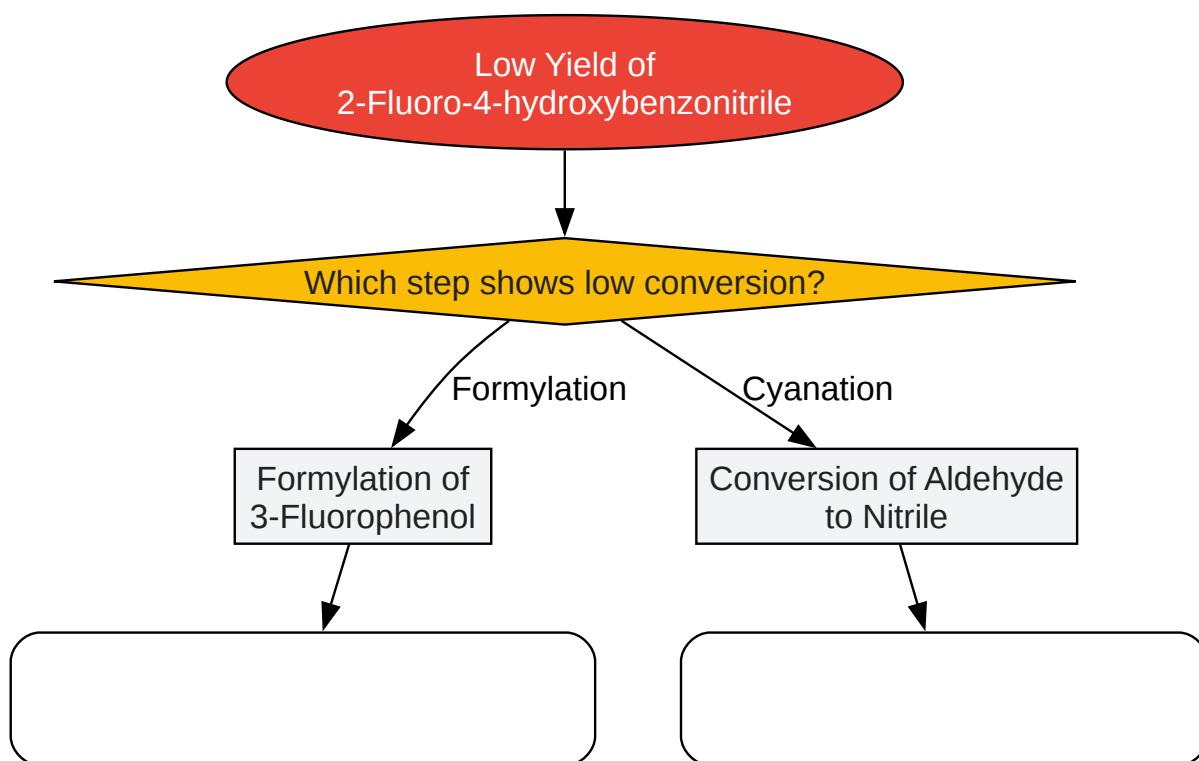 Low Yield of
2-Fluoro-4-hydroxybenzonitrile
Which step shows low conversion?
Formylation
Cyanation
Formylation of
3-Fluorophenol
Conversion of Aldehyde
to Nitrile